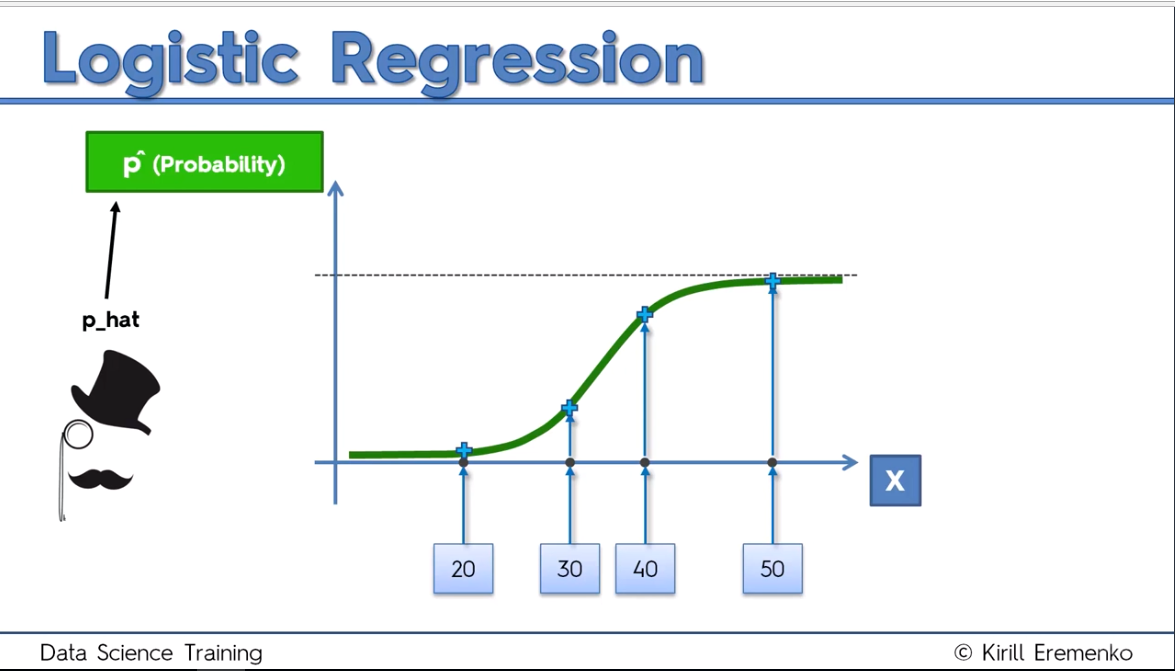 Logistic Regression
p̂ (Probability)
p_hat
X
20 30 40 50
Data Science Training
© Kirill Eremenko